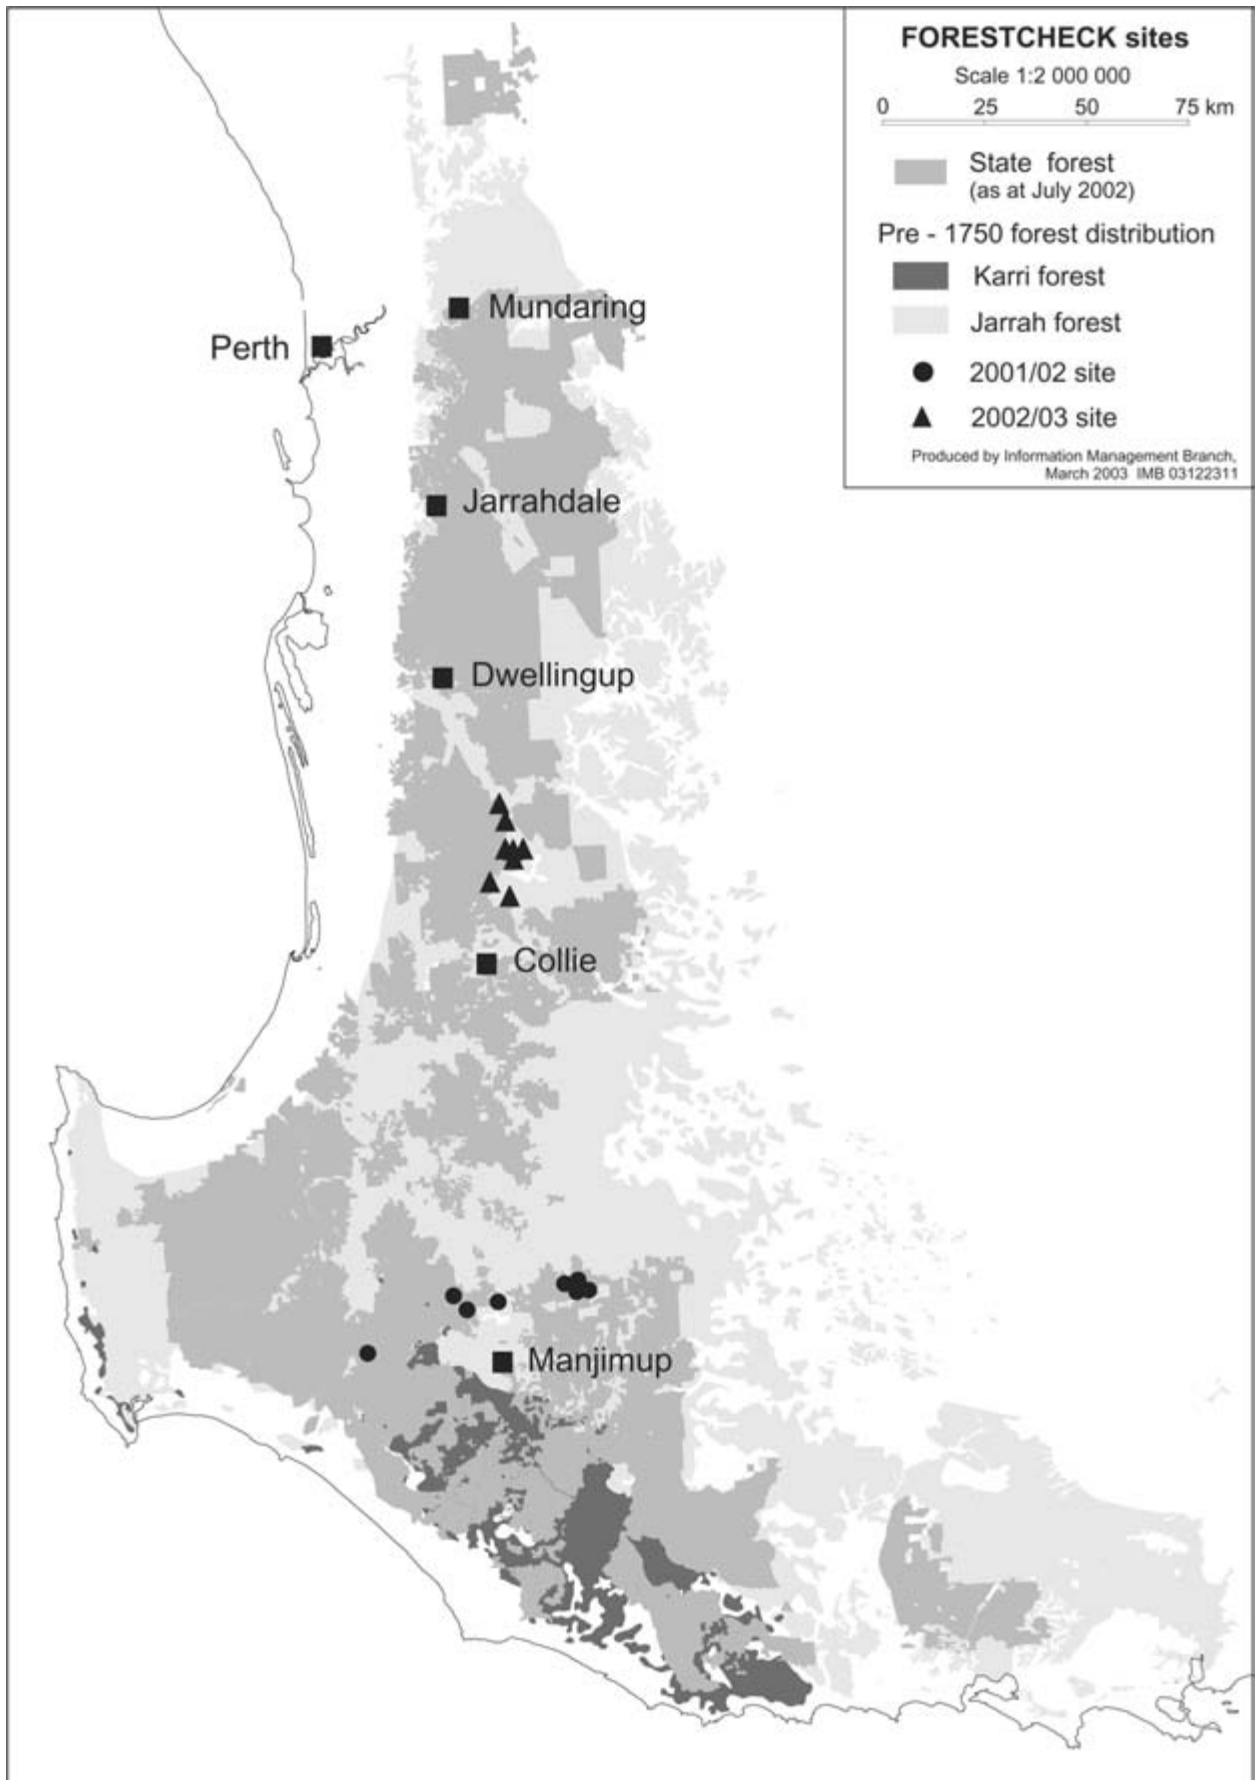 FORESTCHECK sites
Scale 1:2 000 000
0 25 50 75 km
State forest
(as at July 2002)
Pre - 1750 forest distribution
Karri forest
Jarrah forest
2001/02 site
2002/03 site
Produced by Information Management Branch,
March 2003 IMB 03122311
Mundaring
Perth
Jarrahdale
Dwellingup
Collie
Manjimup